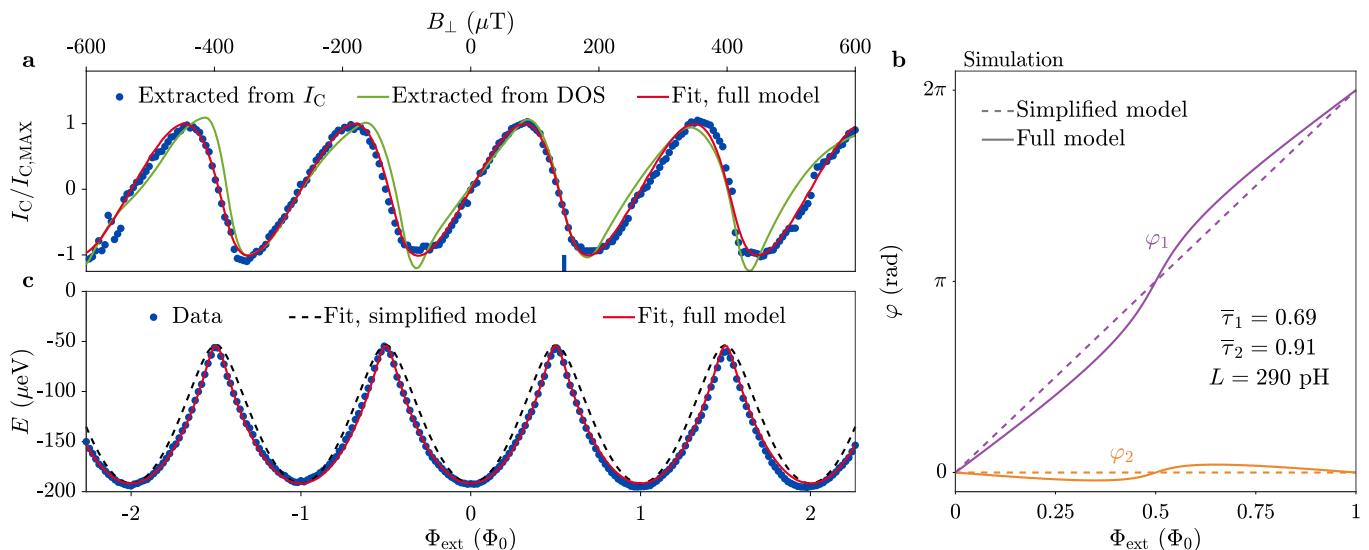 B⊥ (μT)
-600 -400 -200 0 200 400 600
a
Extracted from I_C Extracted from DOS Fit, full model
I_C/I_C,MAX
1
0
-1
c
Data Fit, simplified model Fit, full model
E (μeV)
0
-50
-100
-150
-200
-2 -1 0 1 2
Φ_ext (Φ_0)
b Simulation
Simplified model
Full model
φ (rad)
2π
π
0
φ_1
τ̄_1 = 0.69
τ̄_2 = 0.91
L = 290 pH
φ_2
0 0.25 0.5 0.75 1
Φ_ext (Φ_0)